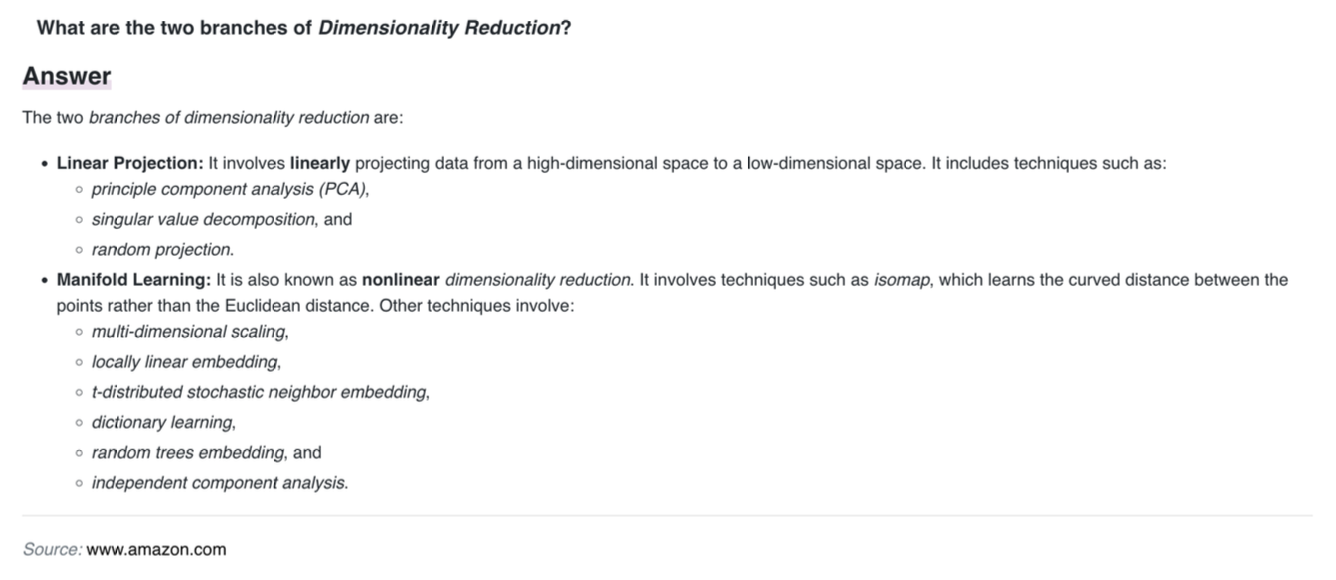 What are the two branches of Dimensionality Reduction?
Answer
The two branches of dimensionality reduction are:
• Linear Projection: It involves linearly projecting data from a high-dimensional space to a low-dimensional space. It includes techniques such as:
◦ principle component analysis (PCA),
◦ singular value decomposition, and
◦ random projection.
• Manifold Learning: It is also known as nonlinear dimensionality reduction. It involves techniques such as isomap, which learns the curved distance between the
points rather than the Euclidean distance. Other techniques involve:
◦ multi-dimensional scaling,
◦ locally linear embedding,
◦ t-distributed stochastic neighbor embedding,
◦ dictionary learning,
◦ random trees embedding, and
◦ independent component analysis.
Source: www.amazon.com